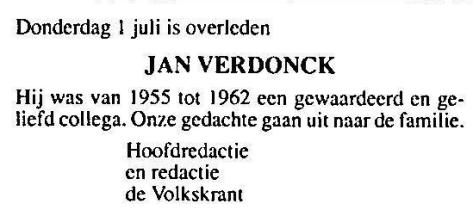 Donderdag 1 juli is overleden
JAN VERDONCK
Hij was van 1955 tot 1962 een gewaardeerd en ge-
liefd collega. Onze gedachte gaan uit naar de familie.
Hoofdredactie
en redactie
de Volkskrant